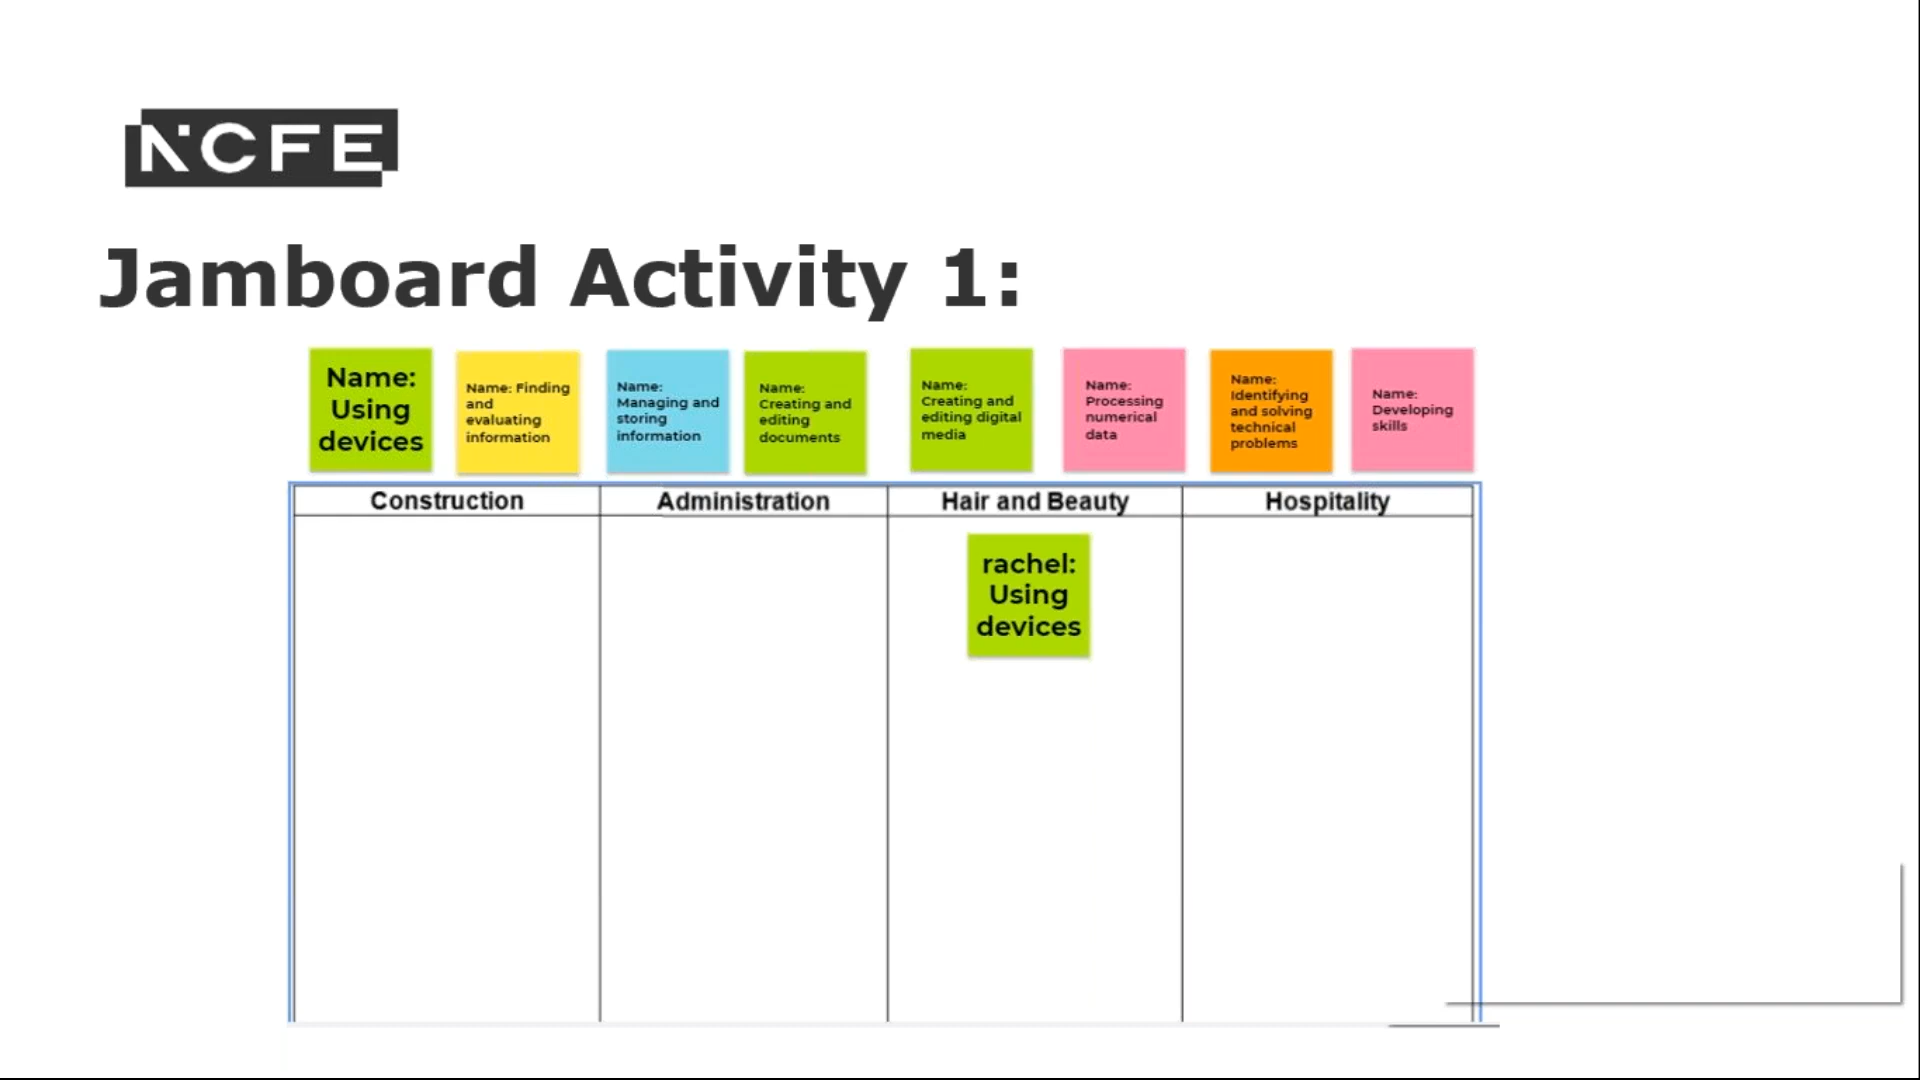 NCFE
Jamboard Activity 1:
Name:
Using
devices
Name: Finding
and
evaluating
information
Name:
Managing and
storing
information
Name:
Creating and
editing
documents
Name:
Creating and
editing digital
media
Name:
Processing
numerical
data
Name:
Identifying
and solving
technical
problems
Name:
Developing
skills
Construction
Administration
Hair and Beauty
Hospitality
rachel:
Using
devices